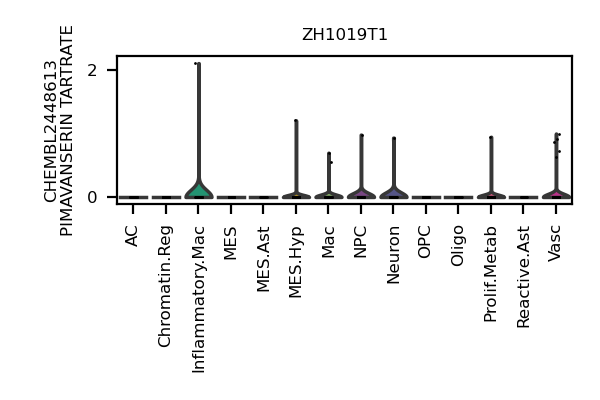 ZH1019T1
CHEMBL2448613
PIMAVANSERIN TARTRATE
2
0
AC
Chromatin.Reg
Inflammatory.Mac
MES
MES.Ast
MES.Hyp
Mac
NPC
Neuron
OPC
Oligo
Prolif.Metab
Reactive.Ast
Vasc